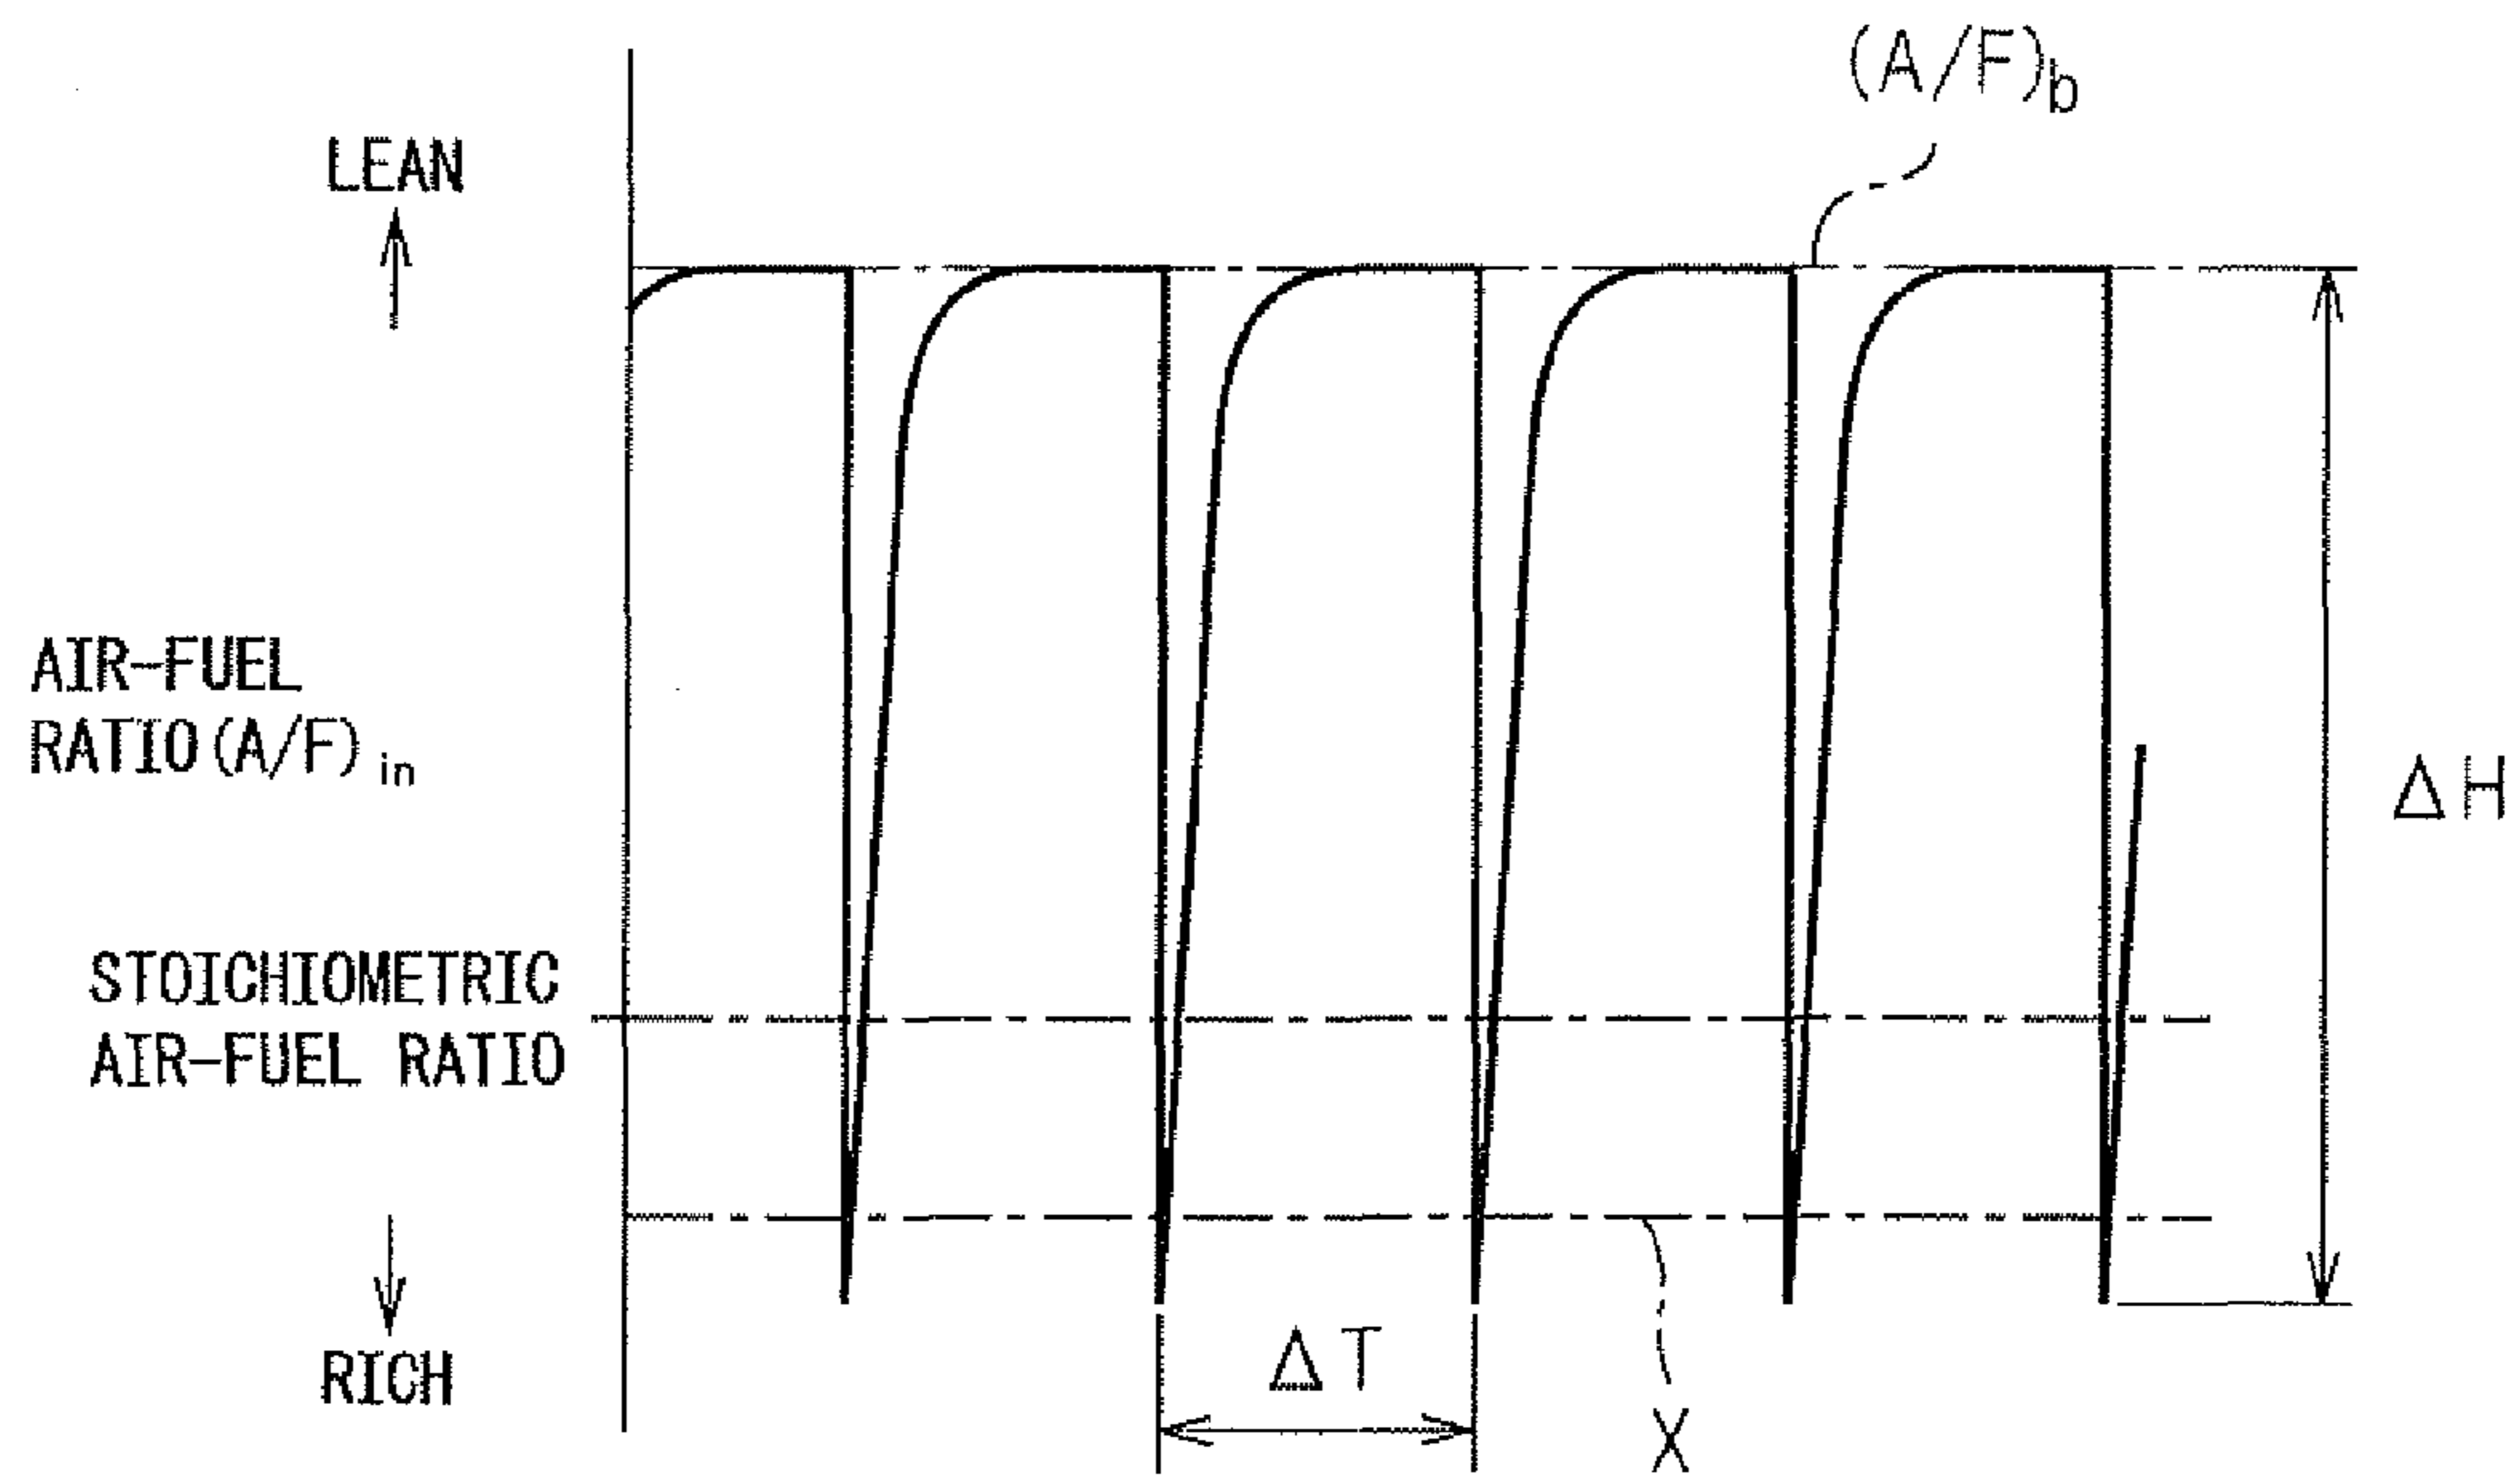 (A/F)b
LEAN
AIR-FUEL
RATIO(A/F)in
ΔH
STOICHIOMETRIC
AIR-FUEL RATIO
RICH
ΔT
X